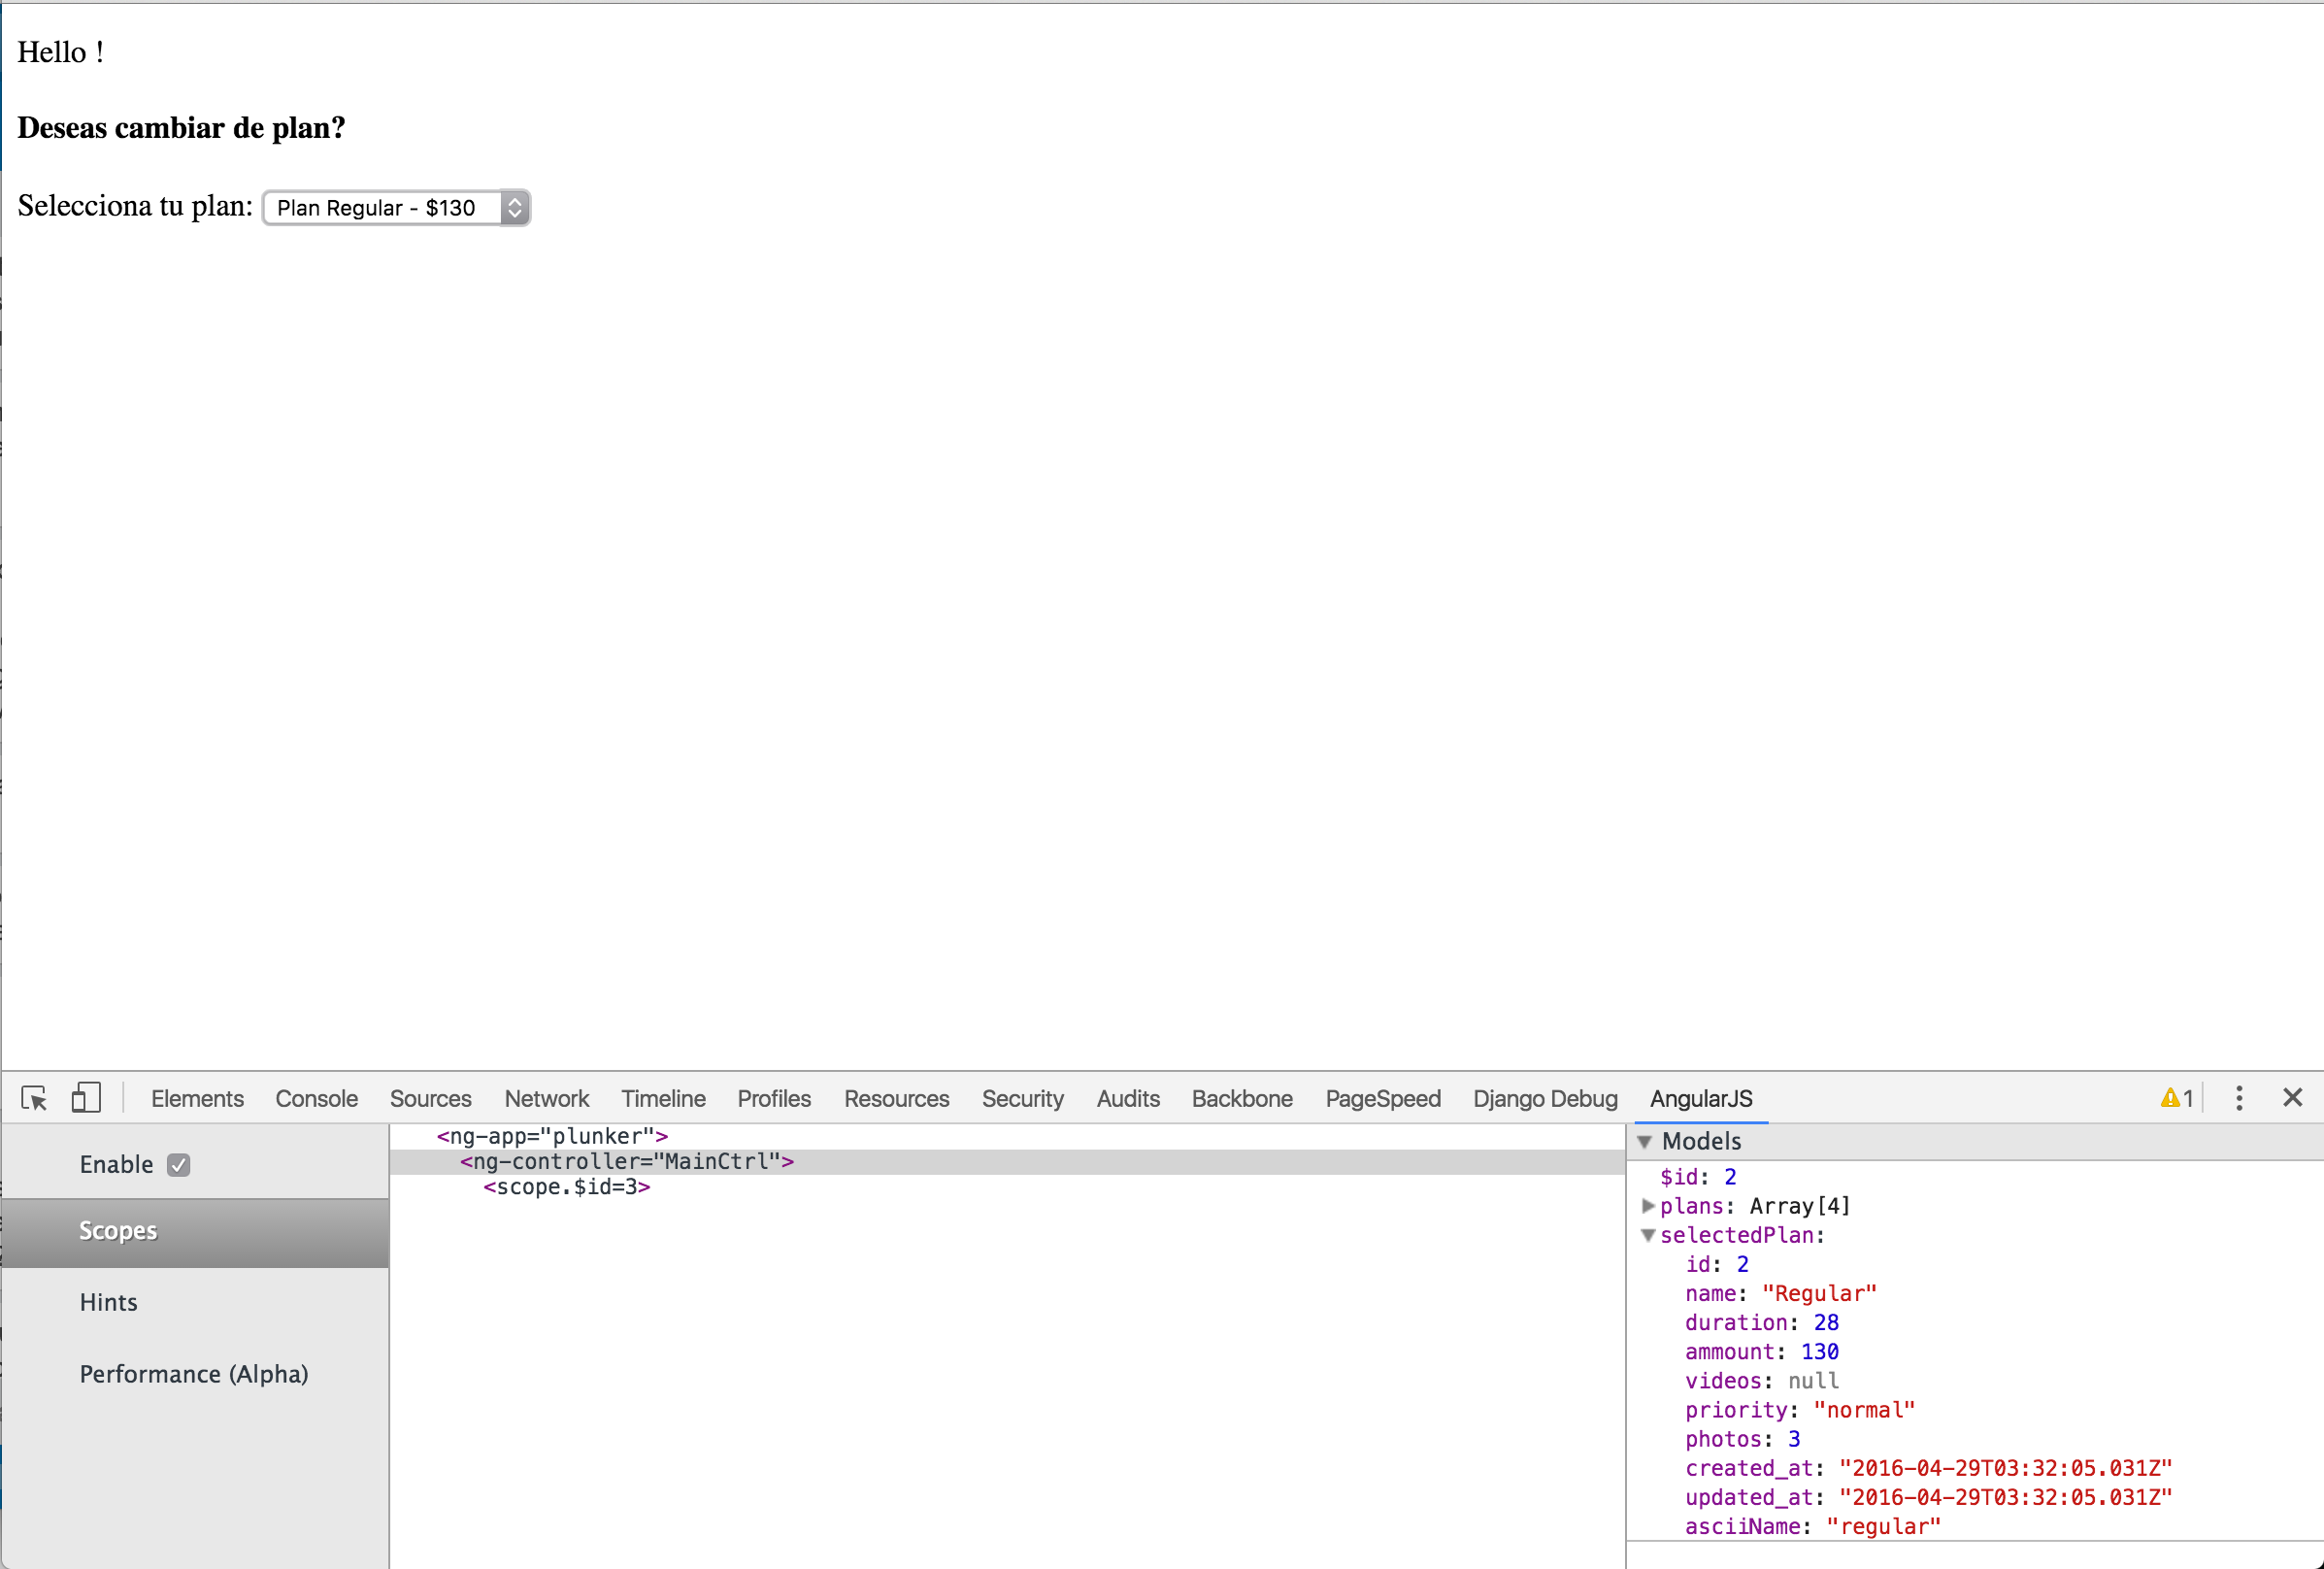 Hello !
Deseas cambiar de plan?
Selecciona tu plan: Plan Regular - $130
Elements Console Sources Network Timeline Profiles Resources Security Audits Backbone PageSpeed Django Debug AngularJS 1
Enable
Scopes
Hints
Performance (Alpha)
<ng-app="plunker">
<ng-controller="MainCtrl">
<scope.$id=3>
Models
$id: 2
plans: Array[4]
selectedPlan:
id: 2
name: "Regular"
duration: 28
ammount: 130
videos: null
priority: "normal"
photos: 3
created_at: "2016-04-29T03:32:05.031Z"
updated_at: "2016-04-29T03:32:05.031Z"
asciiName: "regular"